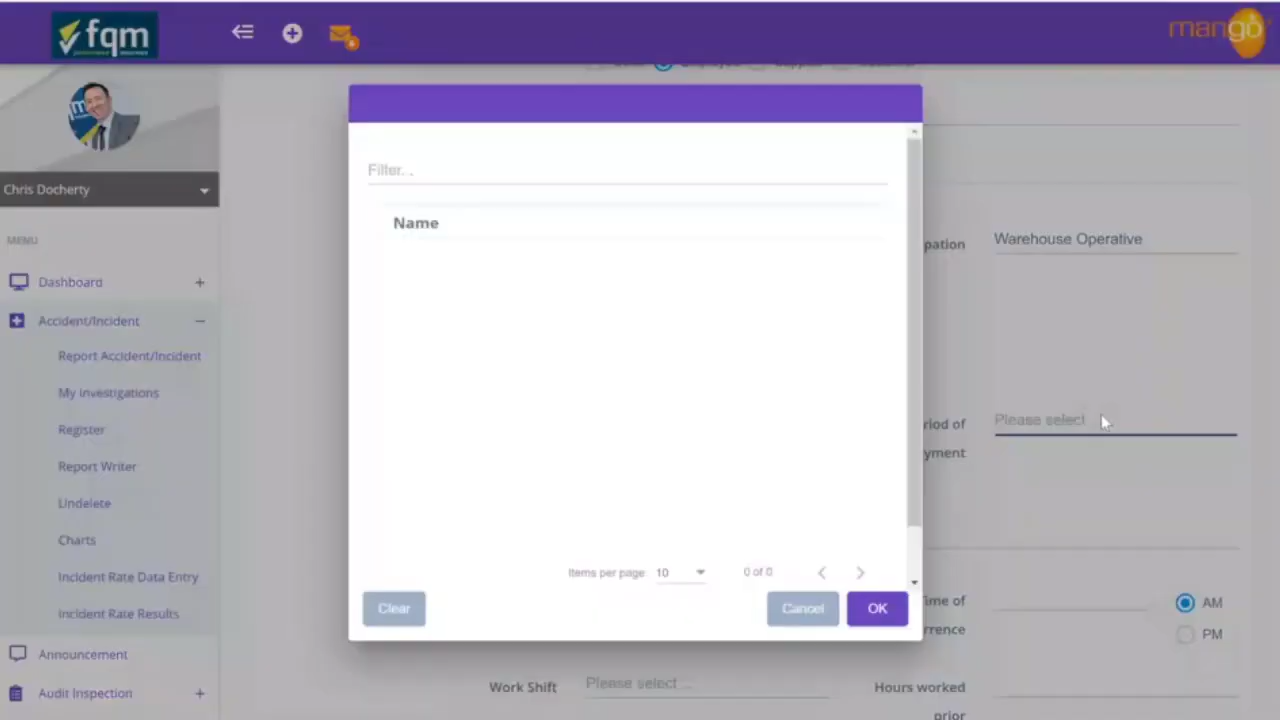 fqm
mango
Chris Docherty
MENU
Dashboard
Accident/Incident
Report Accident/Incident
My Investigations
Register
Report Writer
Undelete
Charts
Incident Rate Data Entry
Incident Rate Results
Announcement
Audit Inspection
Filter...
Name
Items per page: 10
0 of 0
Clear
Cancel
OK
pation
Warehouse Operative
riod of
yment
Please select
ime of
rrence
AM
PM
Work Shift
Please select ...
Hours worked
prior